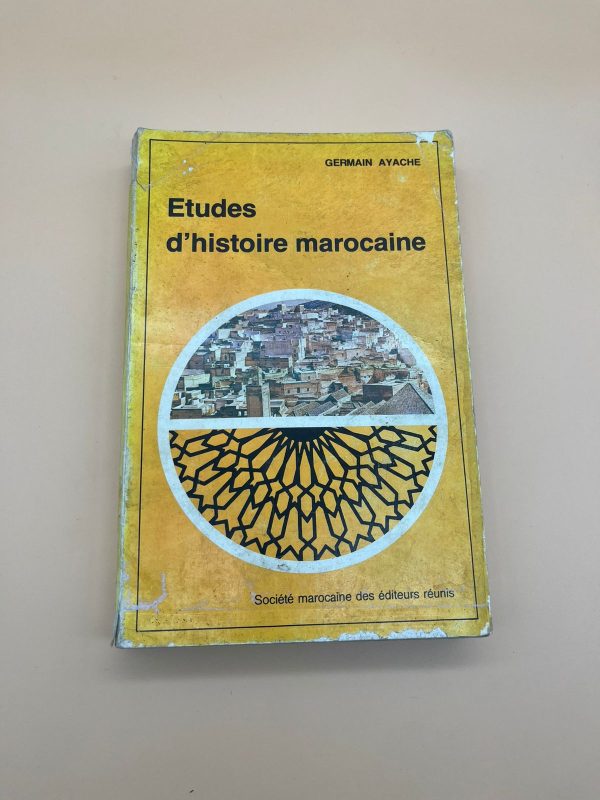 GERMAIN AYACHE
Etudes
d'histoire marocaine
Société marocaine des éditeurs réunis